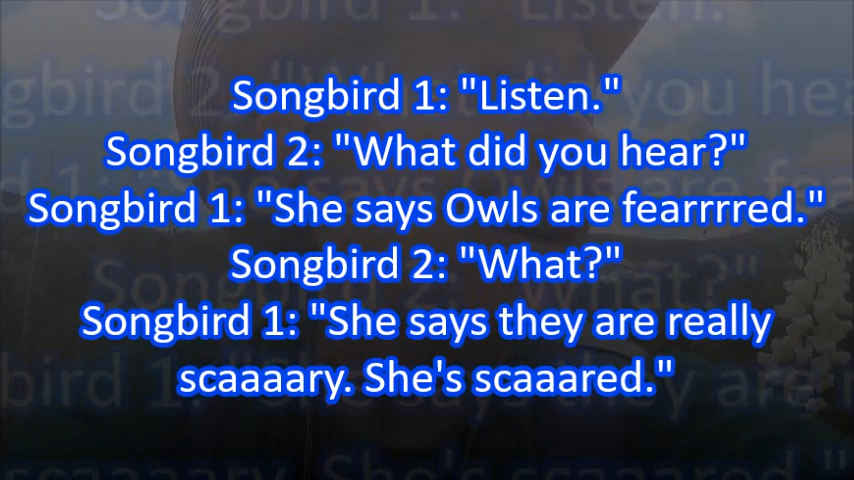 Songbird 1: "Listen."
Songbird 2: "What did you hear?"
Songbird 1: "She says Owls are fearrrred."
Songbird 2: "What?"
Songbird 1: "She says they are really
scaaaary. She's scaaared."